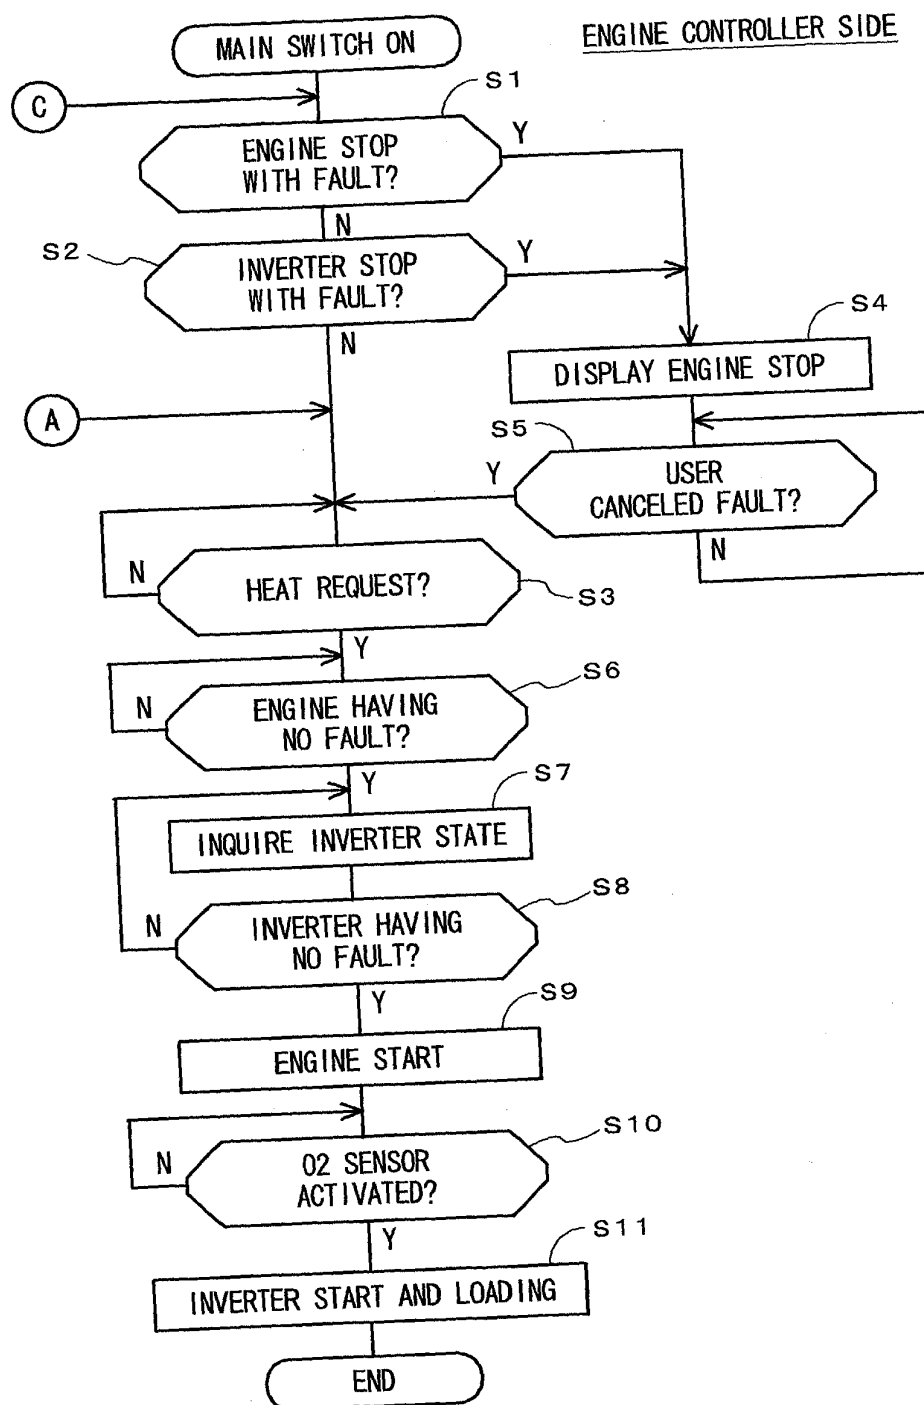 ENGINE CONTROLLER SIDE
MAIN SWITCH ON
C
S1
ENGINE STOP
WITH FAULT?
Y
N
S2
INVERTER STOP
WITH FAULT?
Y
N
S4
DISPLAY ENGINE STOP
A
S5
USER
CANCELED FAULT?
Y
N
HEAT REQUEST?
N
S3
Y
S6
ENGINE HAVING
NO FAULT?
N
Y
S7
INQUIRE INVERTER STATE
S8
INVERTER HAVING
NO FAULT?
N
Y
S9
ENGINE START
S10
O2 SENSOR
ACTIVATED?
N
Y
S11
INVERTER START AND LOADING
END